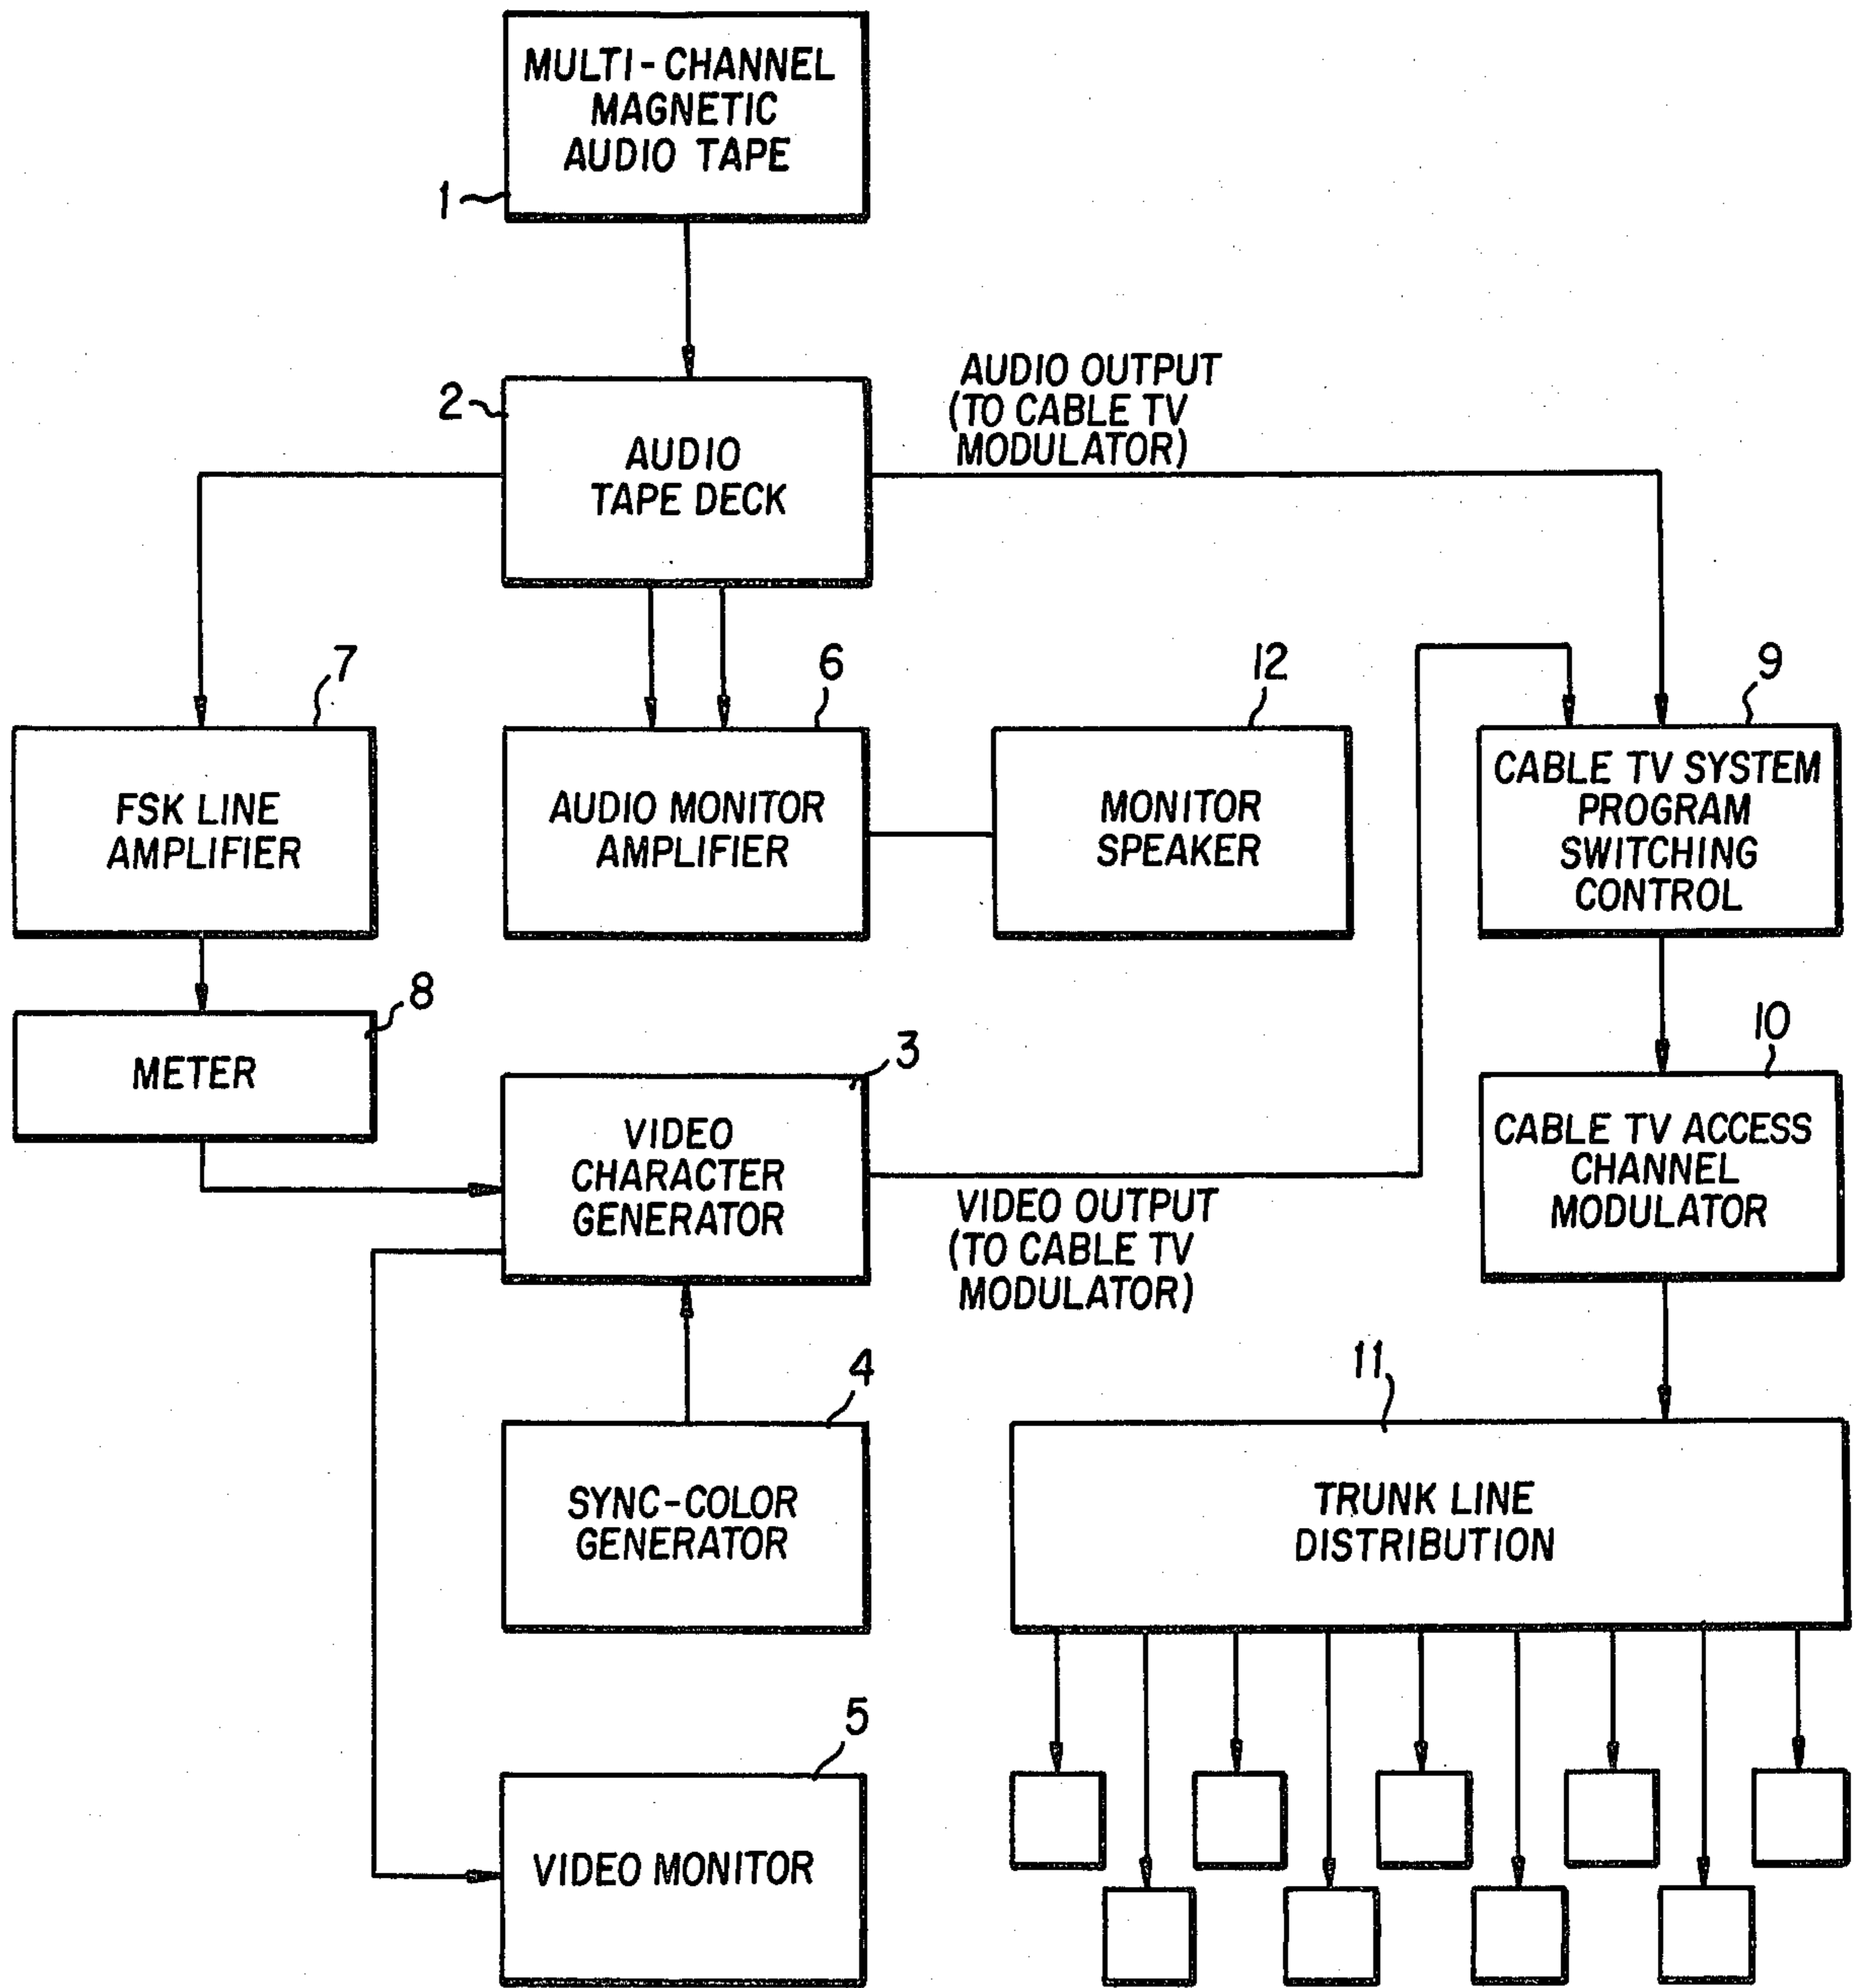 MULTI-CHANNEL
MAGNETIC
AUDIO TAPE
1
2
AUDIO
TAPE DECK
AUDIO OUTPUT
(TO CABLE TV
MODULATOR)
7
FSK LINE
AMPLIFIER
6
AUDIO MONITOR
AMPLIFIER
12
MONITOR
SPEAKER
9
CABLE TV SYSTEM
PROGRAM
SWITCHING
CONTROL
8
METER
3
VIDEO
CHARACTER
GENERATOR
VIDEO OUTPUT
(TO CABLE TV
MODULATOR)
10
CABLE TV ACCESS
CHANNEL
MODULATOR
4
SYNC-COLOR
GENERATOR
11
TRUNK LINE
DISTRIBUTION
5
VIDEO MONITOR